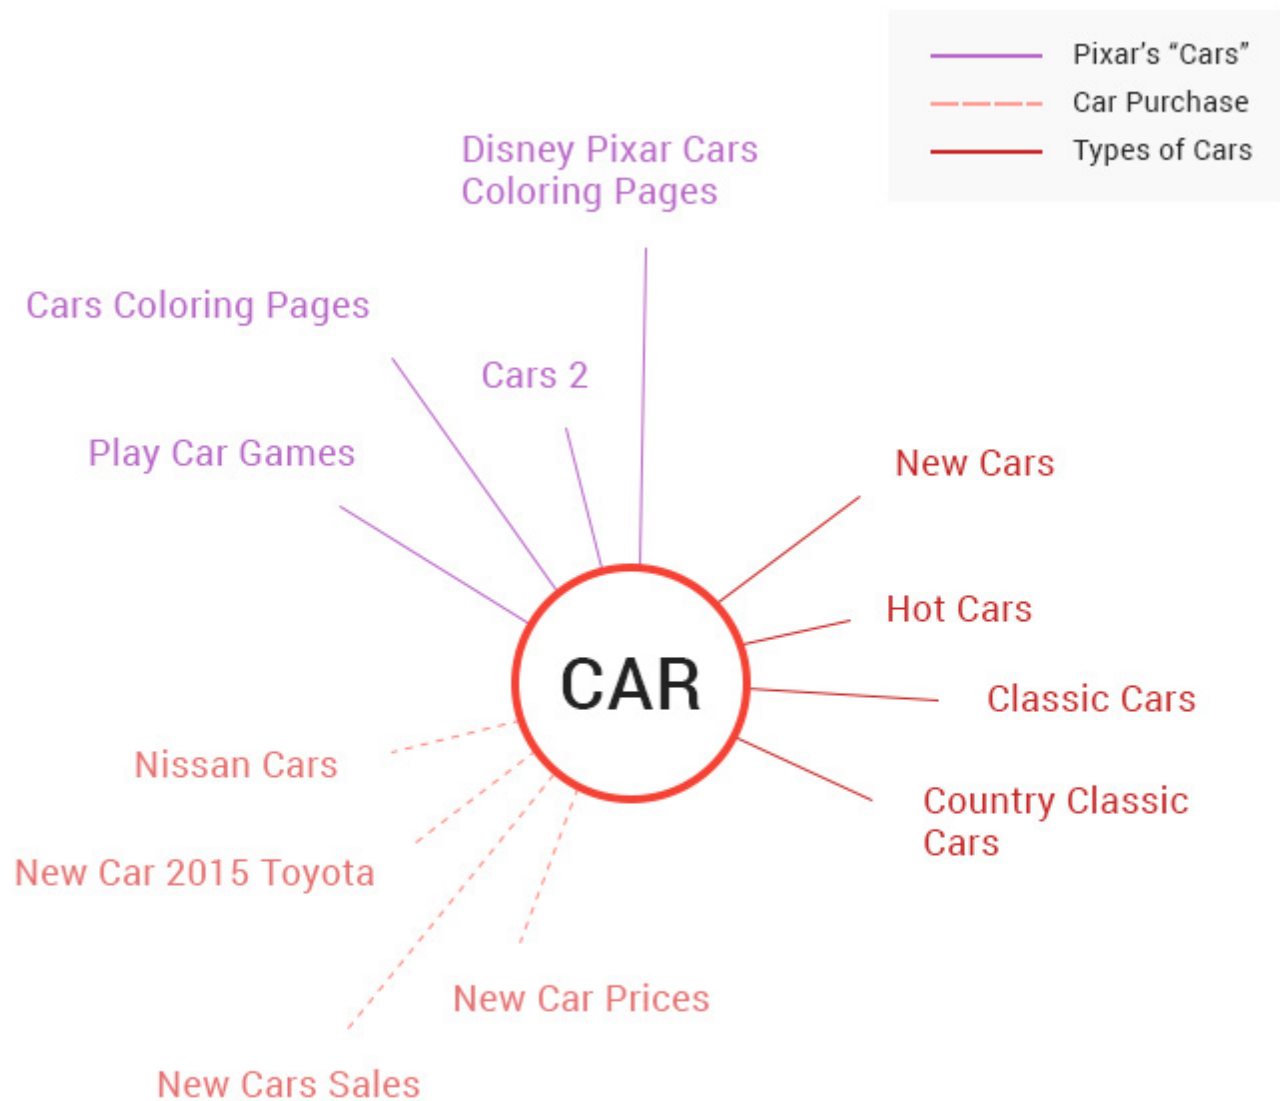 Pixar's “Cars”
Car Purchase
Types of Cars
Disney Pixar Cars
Coloring Pages
Cars Coloring Pages
Cars 2
Play Car Games
New Cars
Hot Cars
CAR
Classic Cars
Nissan Cars
Country Classic
Cars
New Car 2015 Toyota
New Car Prices
New Cars Sales